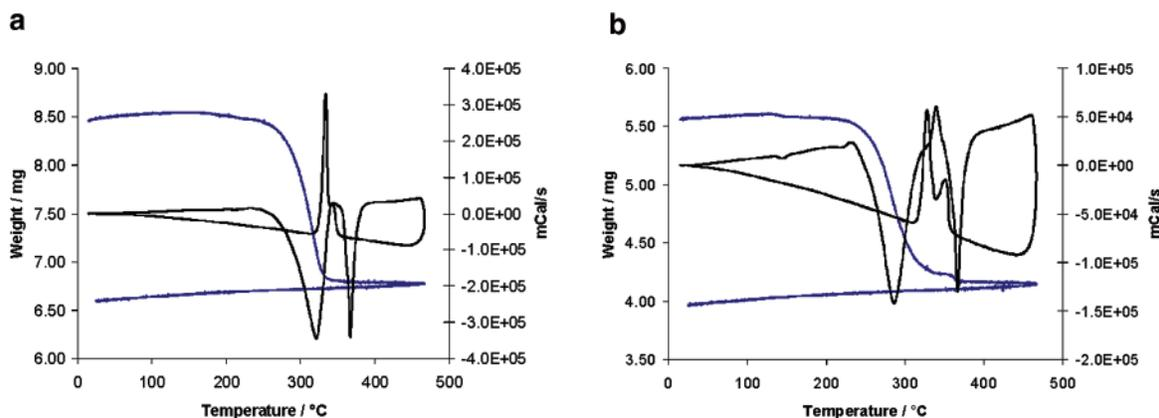 a
b
9.00
8.50
8.00
7.50
7.00
6.50
6.00
Weight / mg
4.0E+05
3.0E+05
2.0E+05
1.0E+05
0.0E+00
-1.0E+05
-2.0E+05
-3.0E+05
-4.0E+05
mCal/s
0 100 200 300 400 500
Temperature / °C
6.00
5.50
5.00
4.50
4.00
3.50
Weight / mg
1.0E+05
5.0E+04
0.0E+00
-5.0E+04
-1.0E+05
-1.5E+05
-2.0E+05
mCal/s
0 100 200 300 400 500
Temperature / °C